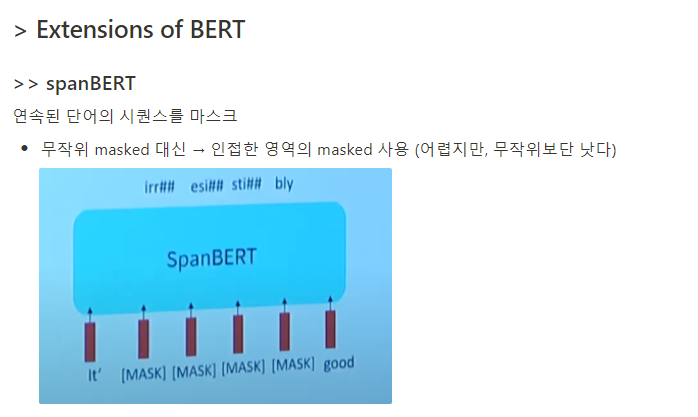 > Extensions of BERT
>> spanBERT
연속된 단어의 시퀀스를 마스크
• 무작위 masked 대신 → 인접한 영역의 masked 사용 (어렵지만, 무작위보단 낫다)
irr## esi## sti## bly
SpanBERT
It' [MASK] [MASK] [MASK] [MASK] good